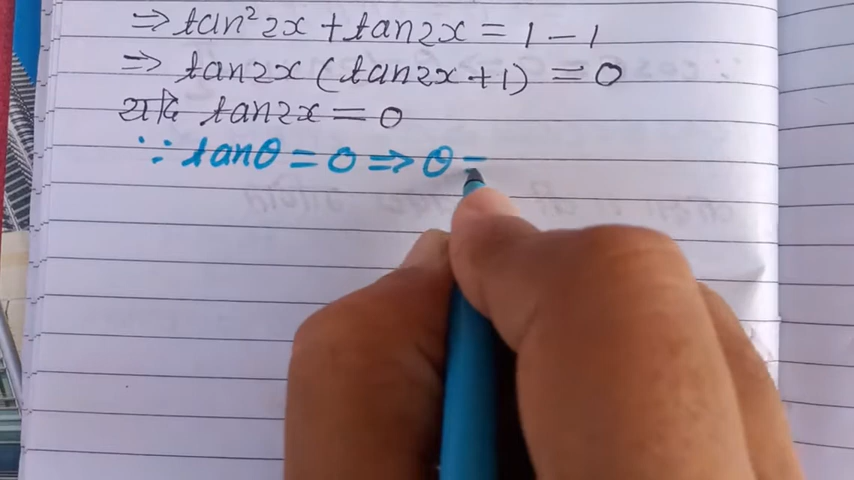 ⇒ tan²2x + tan2x = 1 - 1
⇒ tan2x (tan2x + 1) = 0
यदि tan2x = 0
∵ tanθ = 0 ⇒ θ =